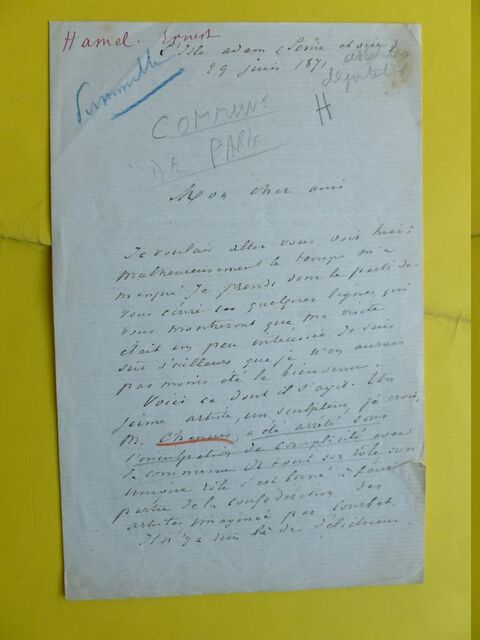 Hamel. Ernest
L'Isle adam (Seine et oise)
29 juin 1871
député
H
COMMUNE
DE PARIS
Mon cher ami
Je voulais aller vous voir hier;
malheureusement le temps m'a
manqué. Je prends donc le parti de
vous écrire ces quelques lignes qui
vous montreront que ma visite
était un peu intéressée. Je suis
sûr d'ailleurs que je n'en aurais
pas moins été le bienvenu.
Voici ce dont il s'agit. Un
jeune artiste, un sculpteur je crois,
M. a été arrêté sous
l'inculpation de complicité avec
la commune. Or tout son rôle son
unique rôle s'est borné à faire
partie de la confédération des
artistes imaginée par Courbet.
Il n'y a rien là de délictueux